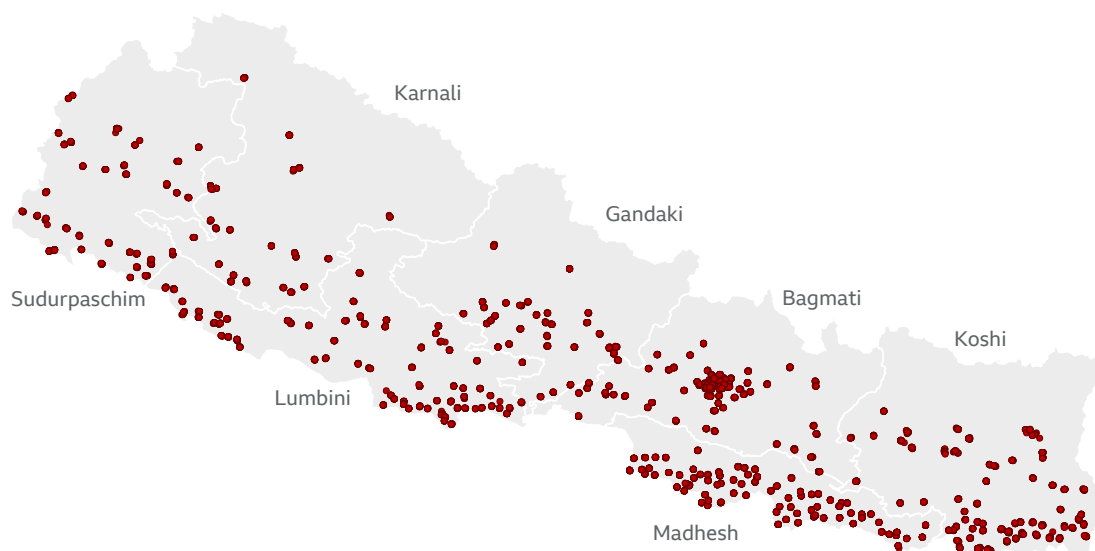 Karnali
Gandaki
Sudurpaschim
Bagmati
Koshi
Lumbini
Madhesh